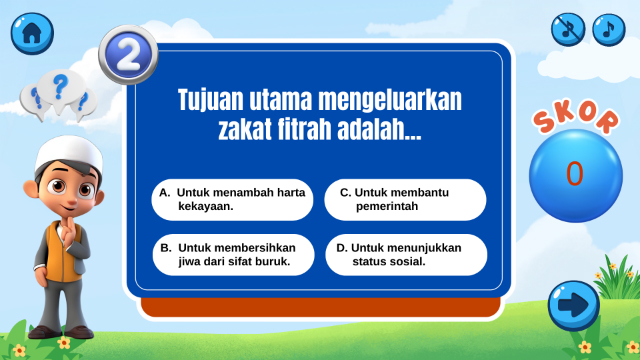 2
Tujuan utama mengeluarkan
zakat fitrah adalah...
A. Untuk menambah harta
kekayaan.
C. Untuk membantu
pemerintah
B. Untuk membersihkan
jiwa dari sifat buruk.
D. Untuk menunjukkan
status sosial.
SKOR
0
? ? ?